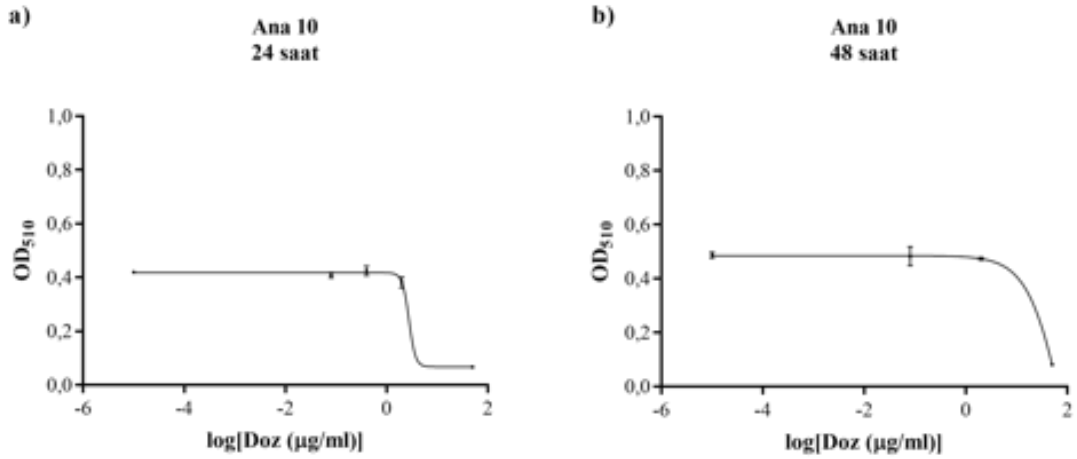 a)
Ana 10
24 saat
1,0
0,8
0,6
0,4
0,2
0,0
OD510
-6
-4
-2
0
2
log[Doz (μg/ml)]
b)
Ana 10
48 saat
1,0
0,8
0,6
0,4
0,2
0,0
OD510
-6
-4
-2
0
2
log[Doz (μg/ml)]